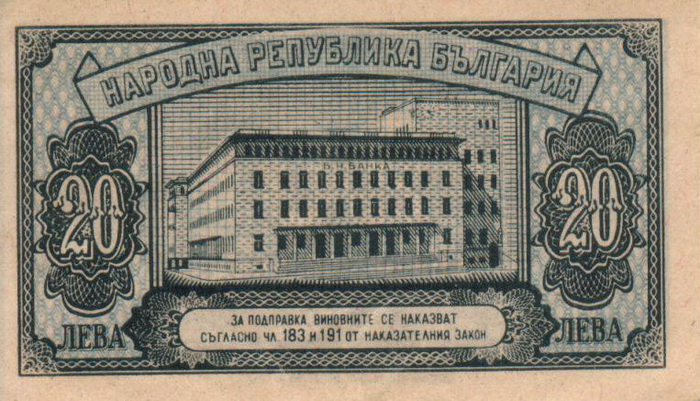 НАРОДНА РЕПУБЛИКА БЪЛГАРИЯ
Б.Н.БАНКА
20
20
ЛЕВА
ЛЕВА
ЗА ПОДПРАВКА ВИНОВНИТЕ СЕ НАКАЗВАТ
СЪГЛАСНО ЧЛ. 183 И 191 ОТ НАКАЗАТЕЛНИЯ ЗАКОН